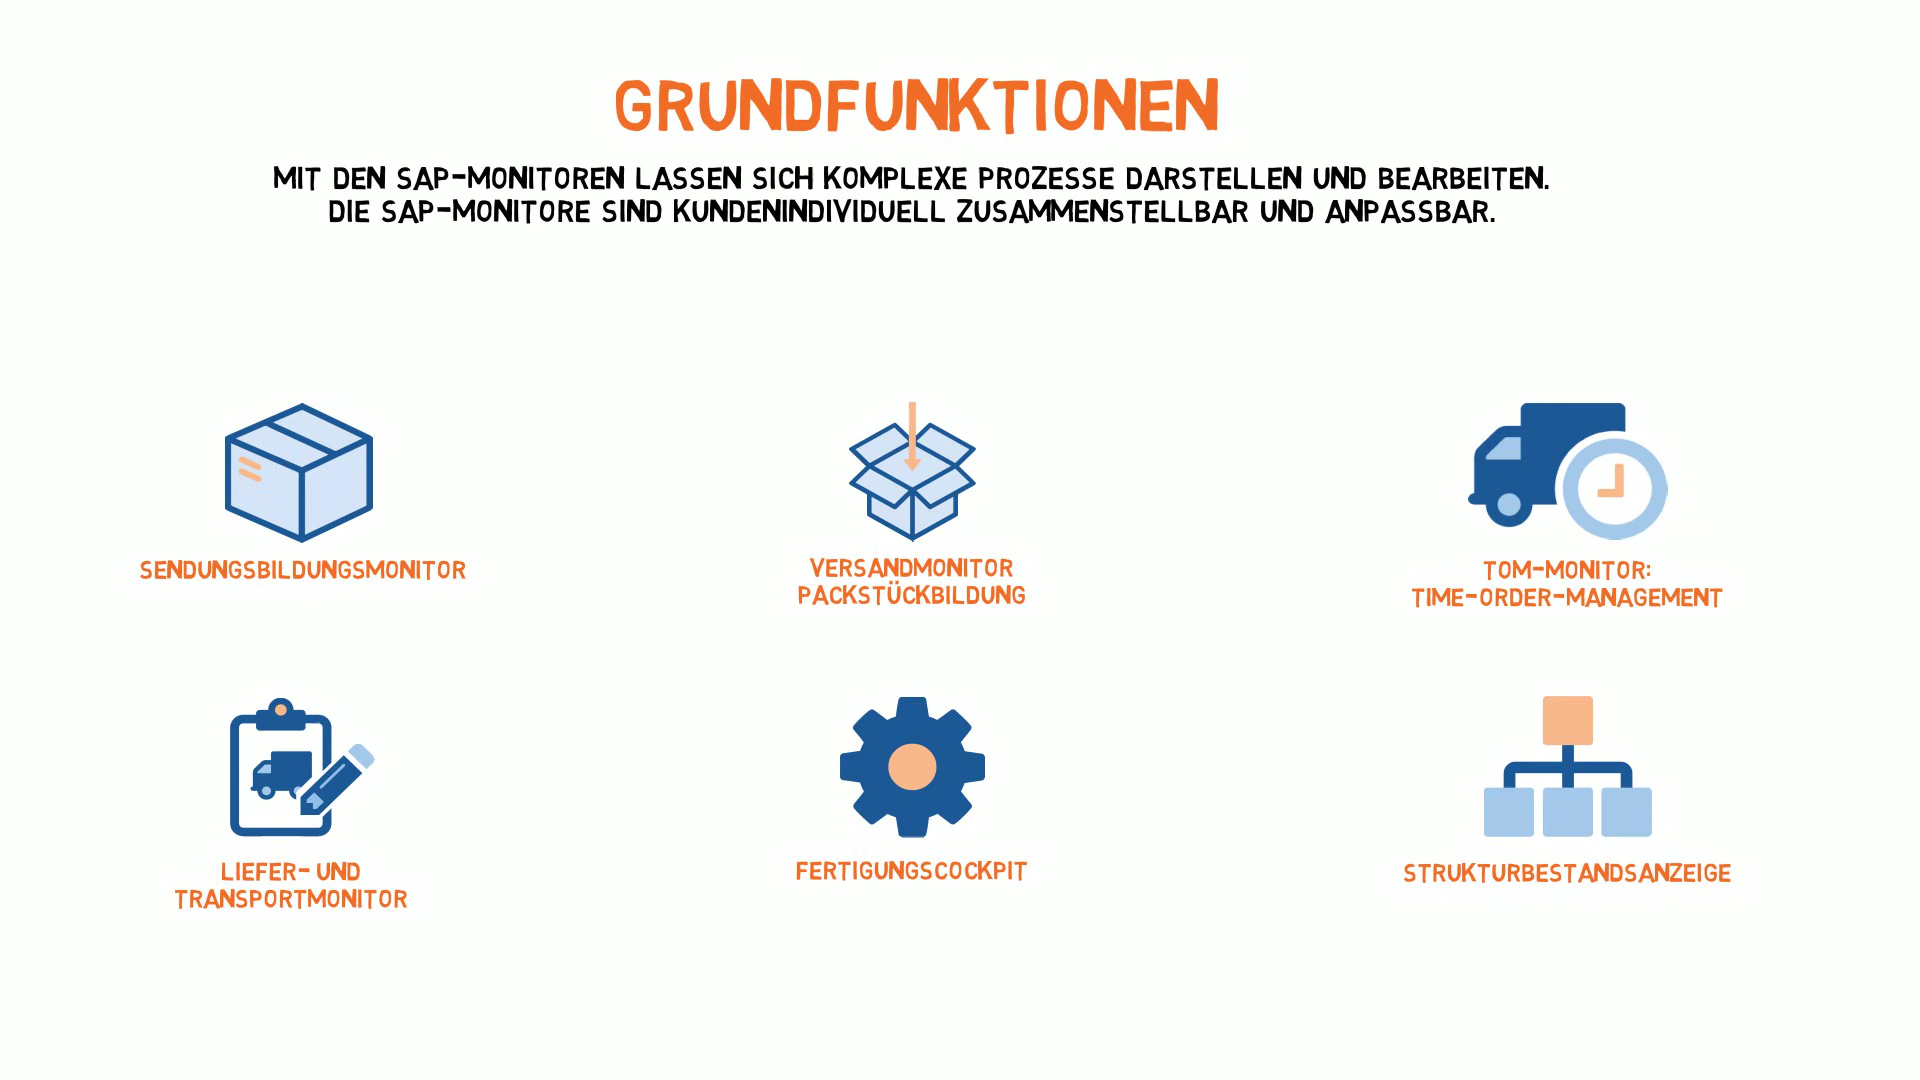 GRUNDFUNKTIONEN
MIT DEN SAP-MONITOREN LASSEN SICH KOMPLEXE PROZESSE DARSTELLEN UND BEARBEITEN.
DIE SAP-MONITORE SIND KUNDENINDIVIDUELL ZUSAMMENSTELLBAR UND ANPASSBAR.
SENDUNGSBILDUNGSMONITOR
VERSANDMONITOR
PACKSTÜCKBILDUNG
TOM-MONITOR:
TIME-ORDER-MANAGEMENT
LIEFER- UND
TRANSPORTMONITOR
FERTIGUNGSCOCKPIT
STRUKTURBESTANDSANZEIGE